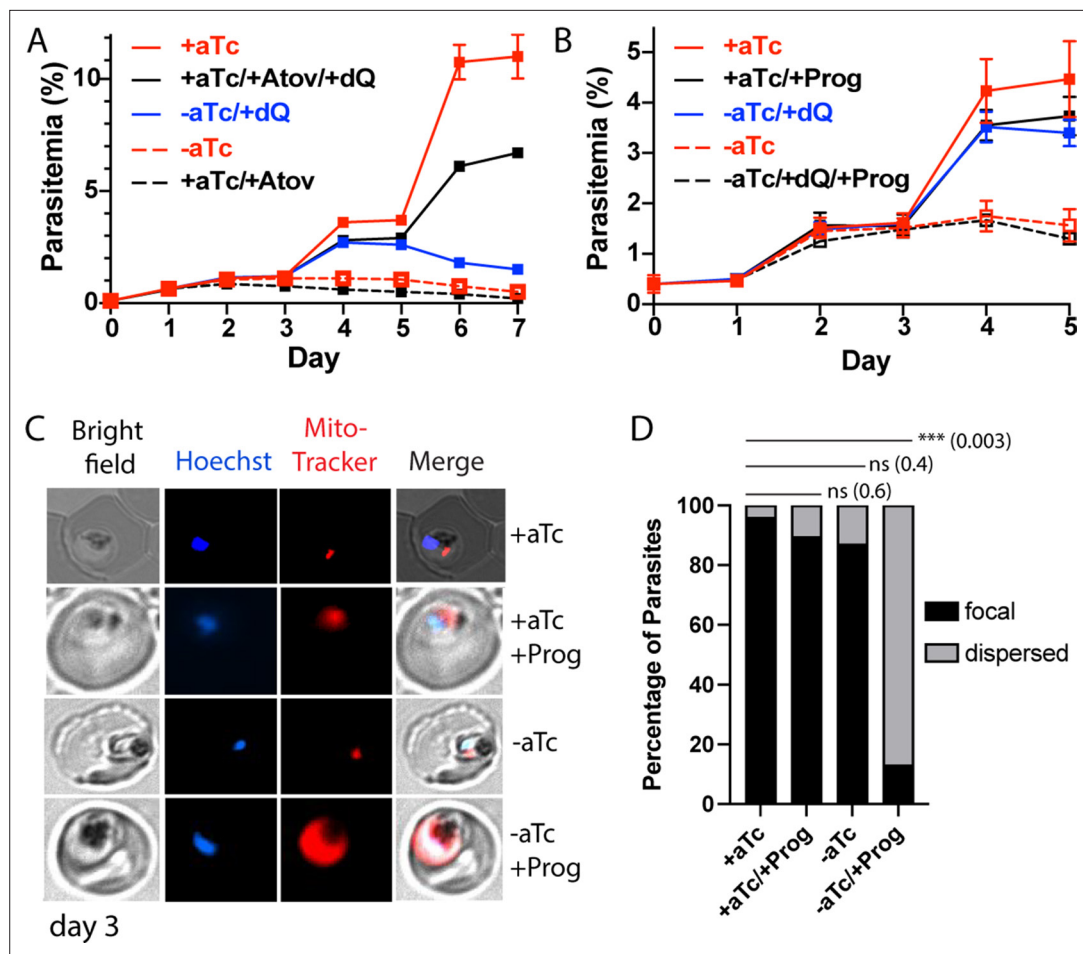 A
Parasitemia (%)
10
5
0
+aTc
+aTc/+Atov/+dQ
-aTc/+dQ
-aTc
+aTc/+Atov
0 1 2 3 4 5 6 7
Day
B
Parasitemia (%)
5
4
3
2
1
0
+aTc
+aTc/+Prog
-aTc/+dQ
-aTc
-aTc/+dQ/+Prog
0 1 2 3 4 5
Day
C
Bright
field
Hoechst
Mito-
Tracker
Merge
+aTc
+aTc
+Prog
-aTc
-aTc
+Prog
day 3
D
*** (0.003)
ns (0.4)
ns (0.6)
Percentage of Parasites
100
80
60
40
20
0
focal
dispersed
+aTc
+aTc/+Prog
-aTc
-aTc/+Prog